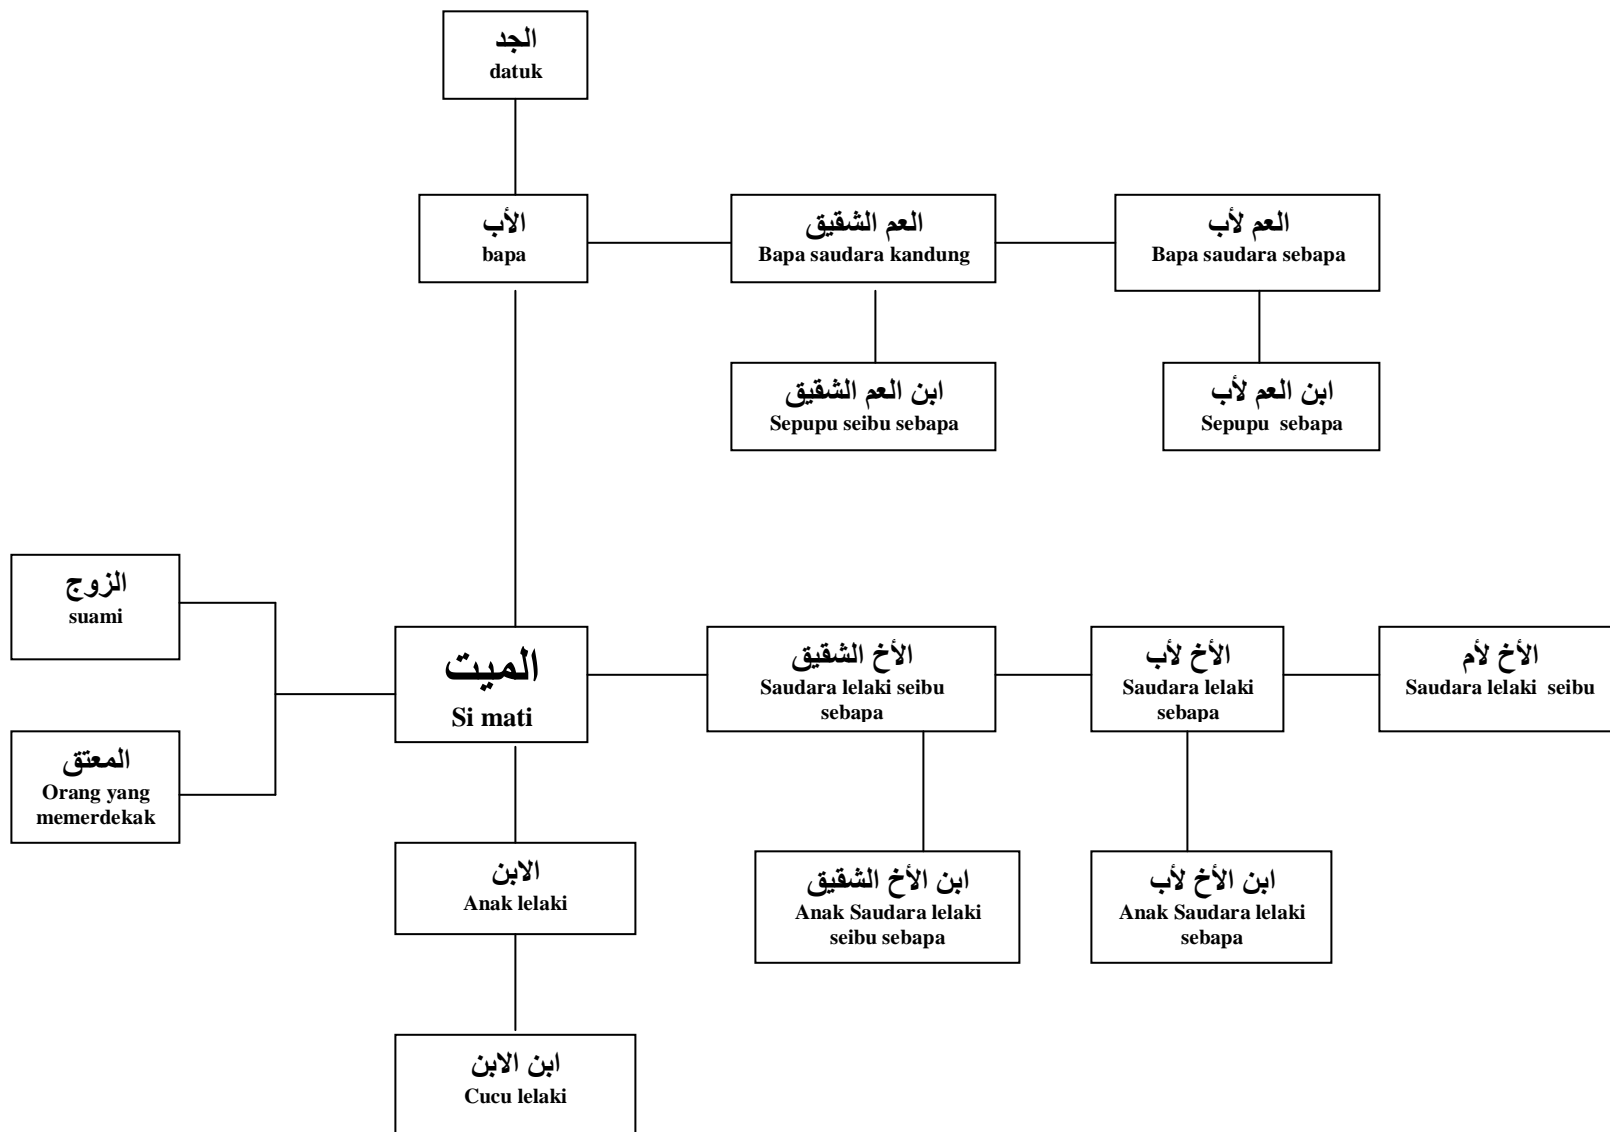 الجد
datuk
الأب
bapa
العم الشقيق
Bapa saudara kandung
العم لأب
Bapa saudara sebapa
ابن العم الشقيق
Sepupu seibu sebapa
ابن العم لأب
Sepupu sebapa
الزوج
suami
الميت
Si mati
الأخ الشقيق
Saudara lelaki seibu
sebapa
الأخ لأب
Saudara lelaki
sebapa
الأخ لأم
Saudara lelaki seibu
المعتق
Orang yang
memerdekak
الابن
Anak lelaki
ابن الأخ الشقيق
Anak Saudara lelaki
seibu sebapa
ابن الأخ لأب
Anak Saudara lelaki
sebapa
ابن الابن
Cucu lelaki